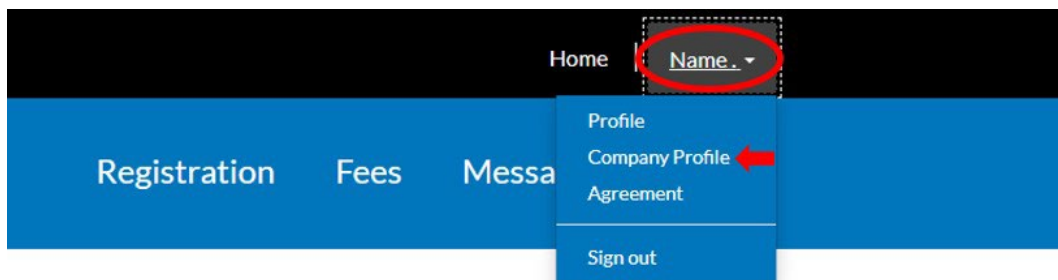 Home | Name .
Profile
Company Profile
Agreement
Sign out
Registration Fees Messa